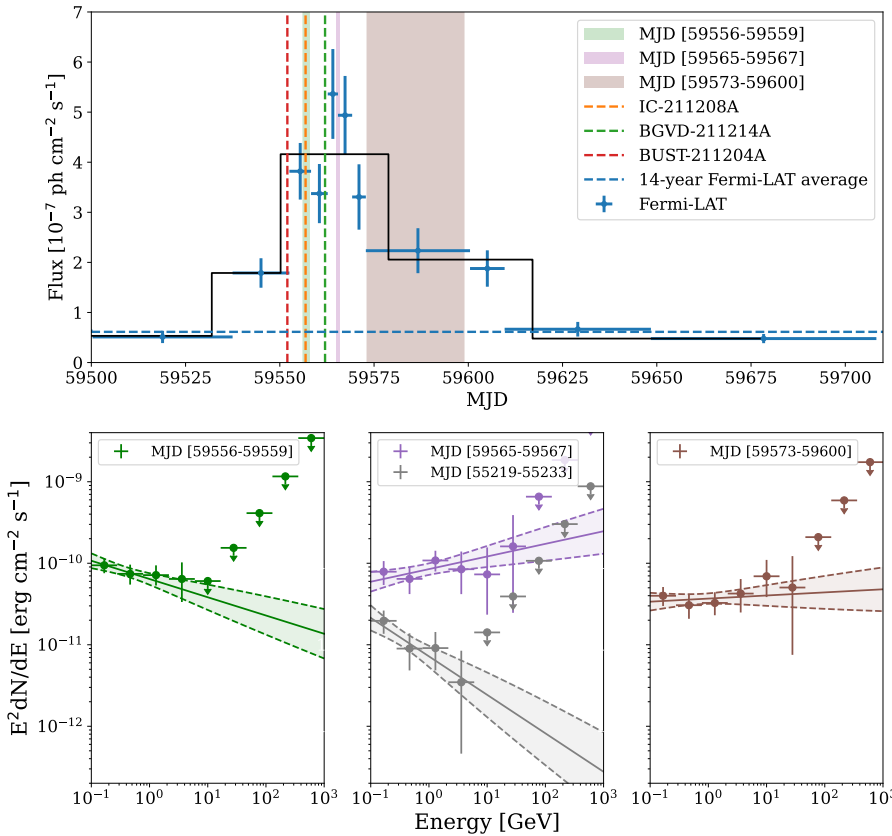 7
6
5
4
3
2
1
0
Flux [10⁻⁷ ph cm⁻² s⁻¹]
MJD [59556-59559]
MJD [59565-59567]
MJD [59573-59600]
IC-211208A
BGVD-211214A
BUST-211204A
14-year Fermi-LAT average
Fermi-LAT
59500 59525 59550 59575 59600 59625 59650 59675 59700
MJD
E²dN/dE [erg cm⁻² s⁻¹]
10⁻⁹
10⁻¹⁰
10⁻¹¹
10⁻¹²
MJD [59556-59559]
MJD [59565-59567]
MJD [55219-55233]
MJD [59573-59600]
10⁻¹ 10⁰ 10¹ 10² 10³
10⁻¹ 10⁰ 10¹ 10² 10³
10⁻¹ 10⁰ 10¹ 10²
Energy [GeV]